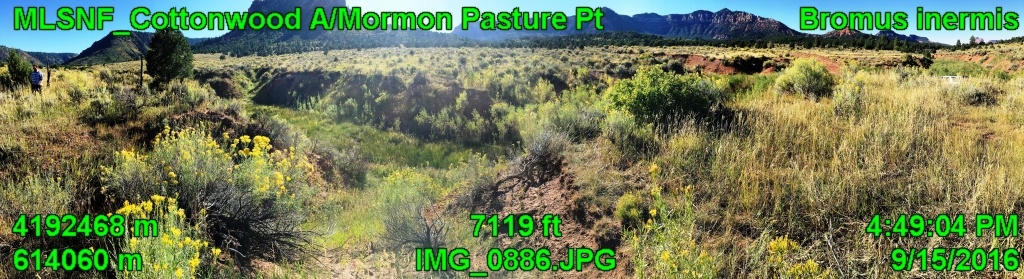 MLSNF_Cottonwood A/Mormon Pasture Pt
Bromus inermis
4192468 m
614060 m
7119 ft
IMG_0886.JPG
4:49:04 PM
9/15/2016